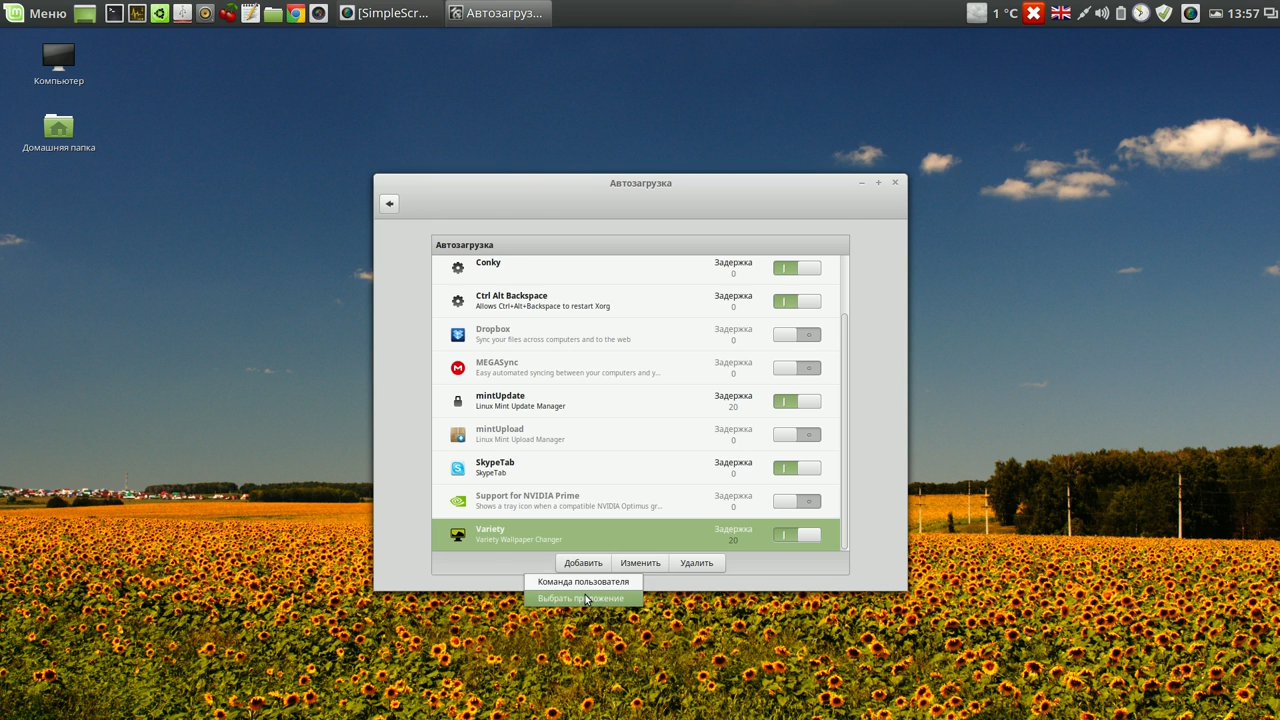 Меню
[SimpleScr...
Автозагруз...
1 °C
13:57
Компьютер
Домашняя папка
Автозагрузка
Автозагрузка
Conky
Задержка
0
Ctrl Alt Backspace
Allows Ctrl+Alt+Backspace to restart Xorg
Задержка
0
Dropbox
Sync your files across computers and to the web
Задержка
0
MEGASync
Easy automated syncing between your computers and y...
Задержка
0
mintUpdate
Linux Mint Update Manager
Задержка
20
mintUpload
Linux Mint Upload Manager
Задержка
0
SkypeTab
SkypeTab
Задержка
0
Support for NVIDIA Prime
Shows a tray icon when a compatible NVIDIA Optimus gr...
Задержка
0
Variety
Variety Wallpaper Changer
Задержка
20
Добавить
Изменить
Удалить
Команда пользователя
Выбрать приложение